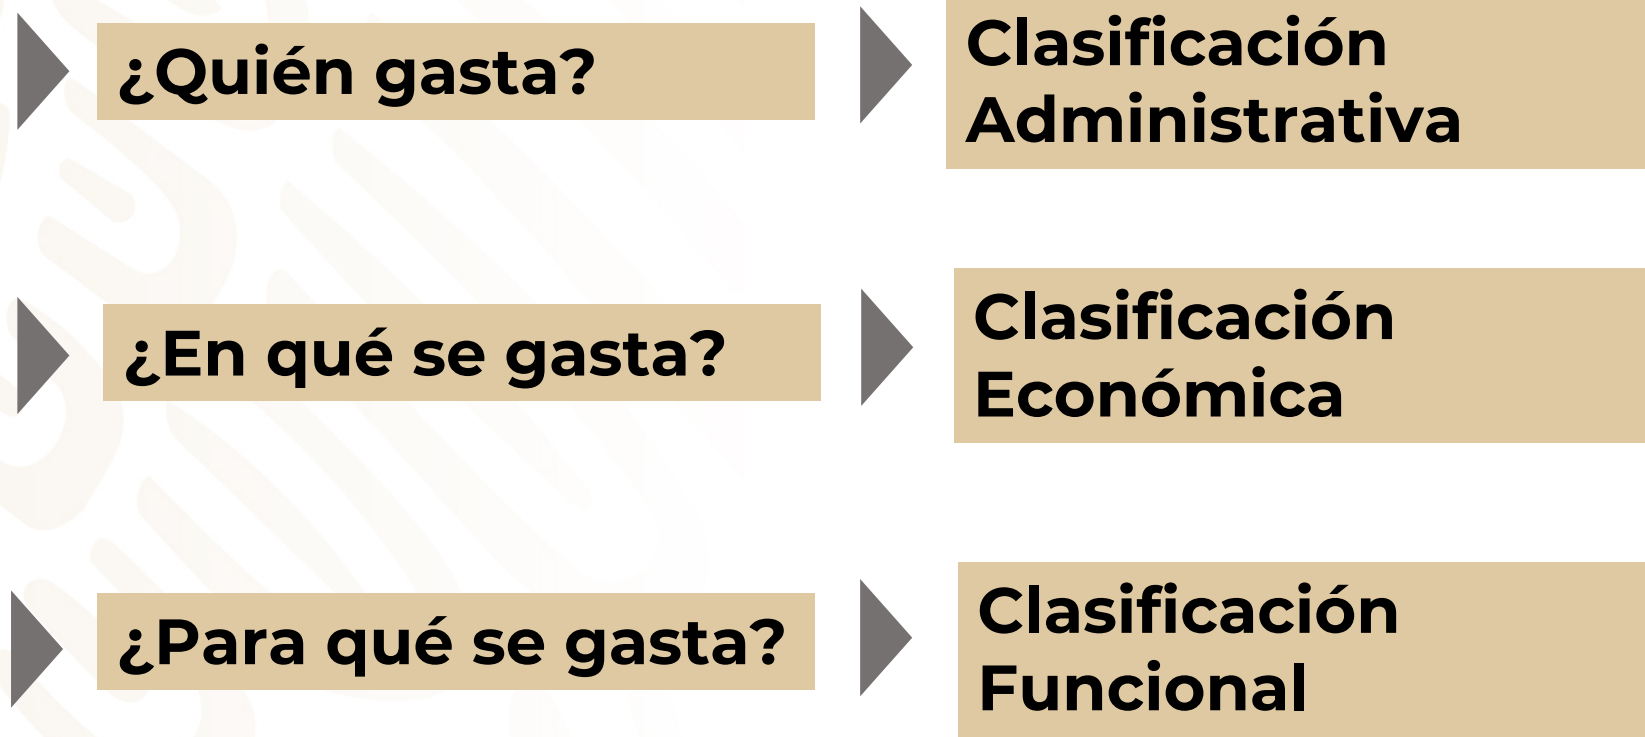 ¿Quién gasta?
Clasificación
Administrativa
¿En qué se gasta?
Clasificación
Económica
¿Para qué se gasta?
Clasificación
Funcional